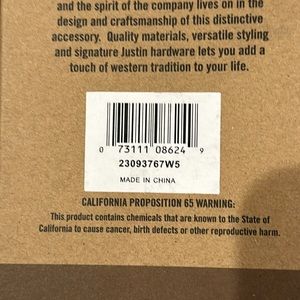 and the spirit of the company lives on in the
design and craftsmanship of this distinctive
accessory. Quality materials, versatile styling
and signature Justin hardware lets you add a
touch of western tradition to your life.
0 73111 08624 9
23093767W5
MADE IN CHINA
CALIFORNIA PROPOSITION 65 WARNING:
This product contains chemicals that are known to the State of
California to cause cancer, birth defects or other reproductive harm.